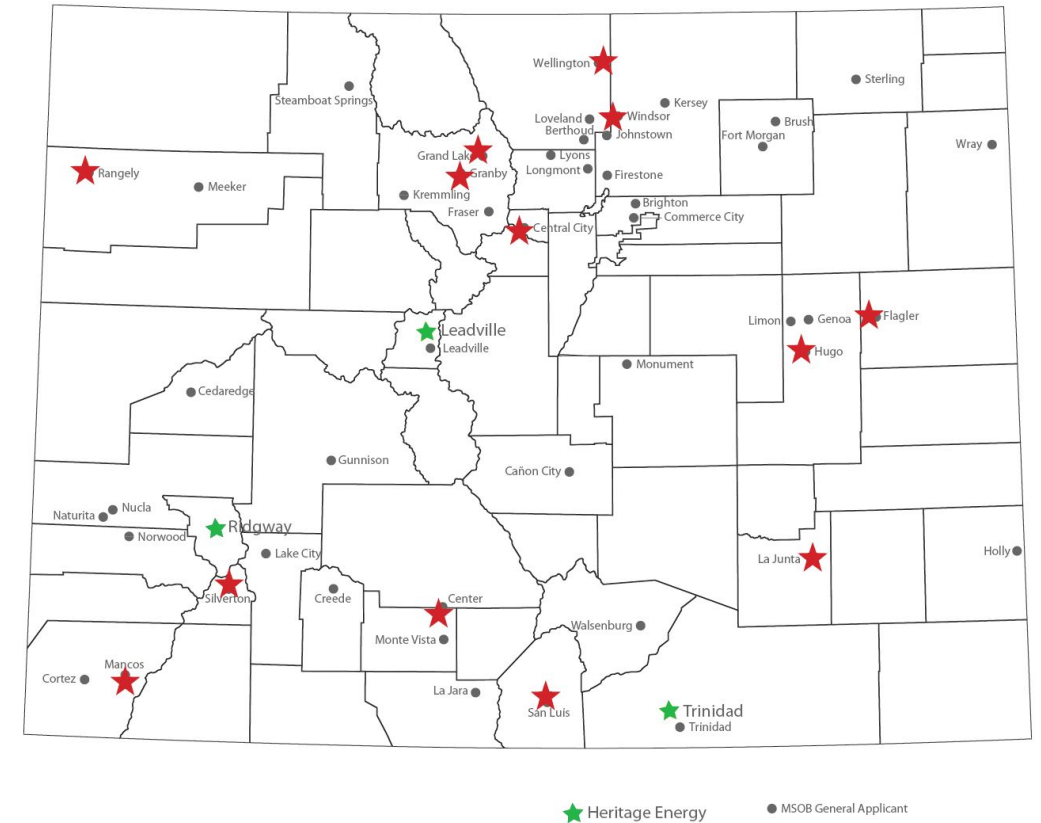 Wellington
Sterling
Steamboat Springs
Kersey
Loveland
Windsor
Berthoud
Johnstown
Brush
Fort Morgan
Wray
Grand Lake
Lyons
Longmont
Granby
Rangely
Meeker
Firestone
Kremmling
Fraser
Brighton
Commerce City
Central City
Limon
Genoa
Flagler
Leadville
Leadville
Hugo
Monument
Cedaredge
Gunnison
Cañon City
Nucla
Naturita
Ridgway
Norwood
Lake City
La Junta
Holly
Silverton
Creede
Center
Walsenburg
Monte Vista
Mancos
Cortez
La Jara
San Luis
Trinidad
Trinidad
Heritage Energy
MSOB General Applicant